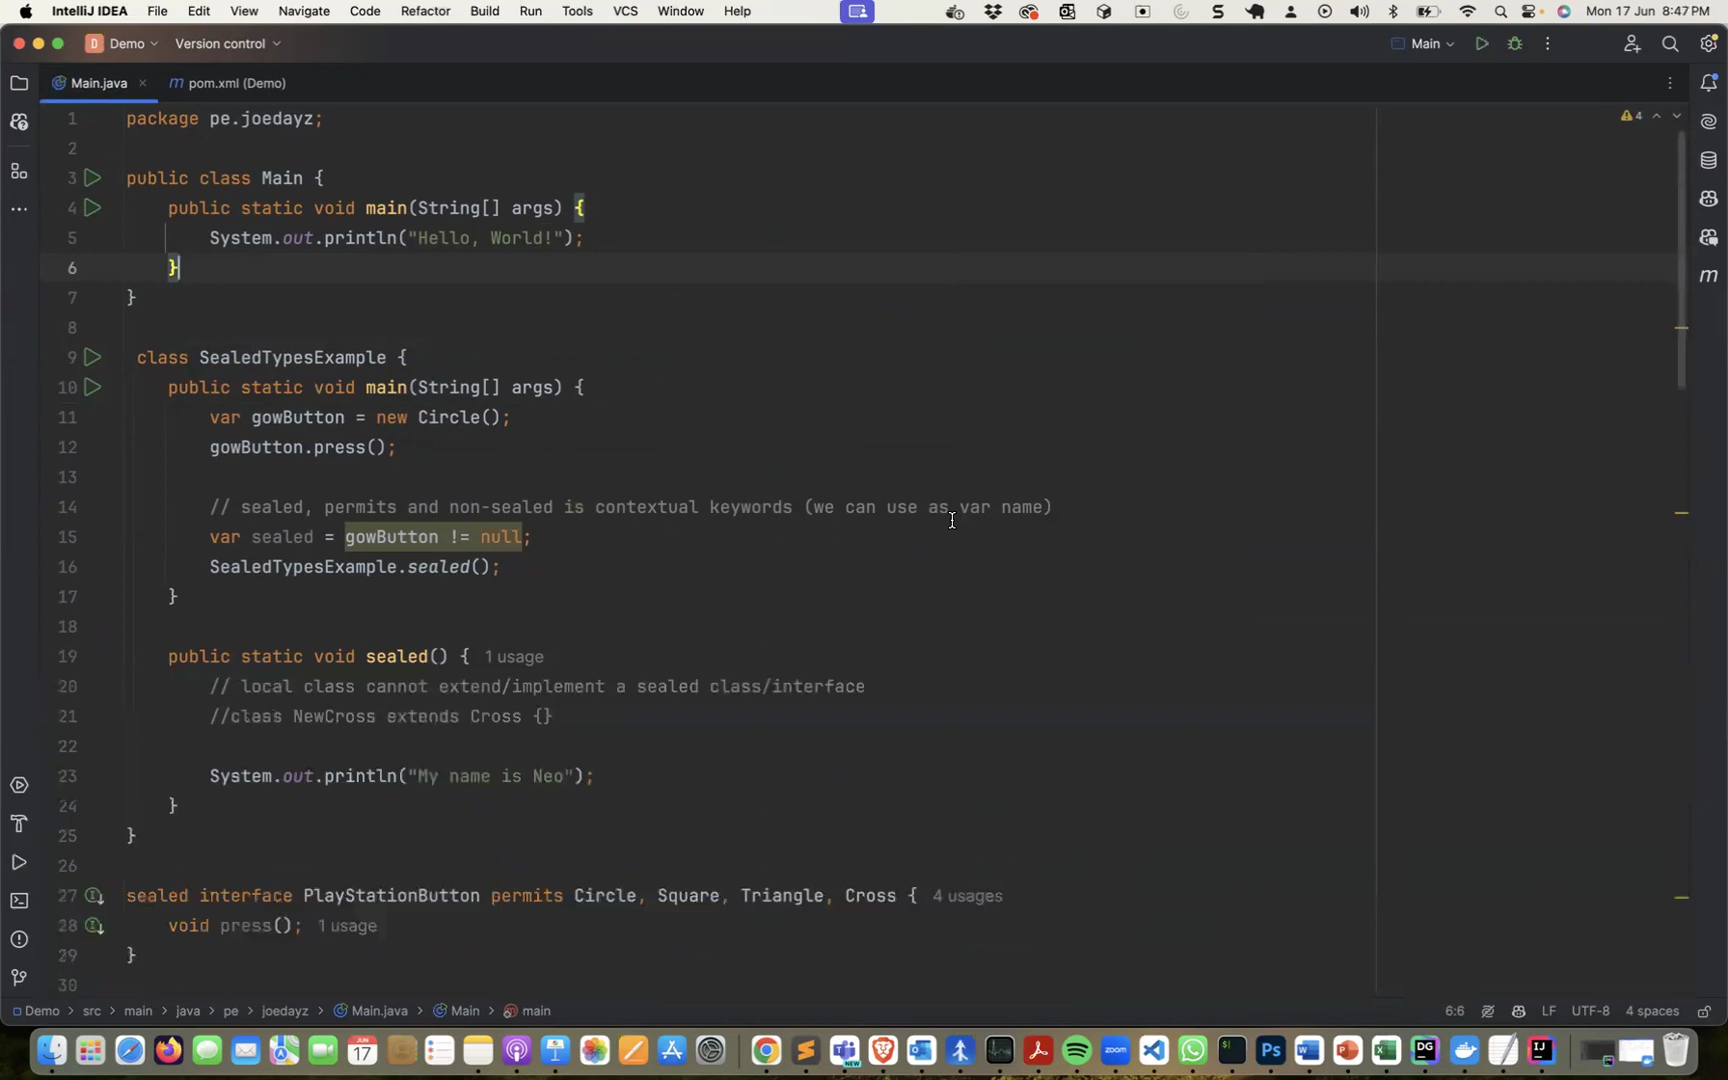 IntelliJ IDEA File Edit View Navigate Code Refactor Build Run Tools VCS Window Help Mon 17 Jun 8:47 PM
D Demo Version control Main
Main.java m pom.xml (Demo)
1 package pe.joedayz;
2
3 public class Main {
4 public static void main(String[] args) {
5 System.out.println("Hello, World!");
6 }
7 }
8
9 class SealedTypesExample {
10 public static void main(String[] args) {
11 var gowButton = new Circle();
12 gowButton.press();
13
14 // sealed, permits and non-sealed is contextual keywords (we can use as var name)
15 var sealed = gowButton != null;
16 SealedTypesExample.sealed();
17 }
18
19 public static void sealed() { 1 usage
20 // local class cannot extend/implement a sealed class/interface
21 //class NewCross extends Cross {}
22
23 System.out.println("My name is Neo");
24 }
25 }
26
27 sealed interface PlayStationButton permits Circle, Square, Triangle, Cross { 4 usages
28 void press(); 1 usage
29 }
30
4
m
Demo src main java pe joedayz Main.java Main main 6:6 LF UTF-8 4 spaces
JUN
17
NEW
zoom
DG
IJ